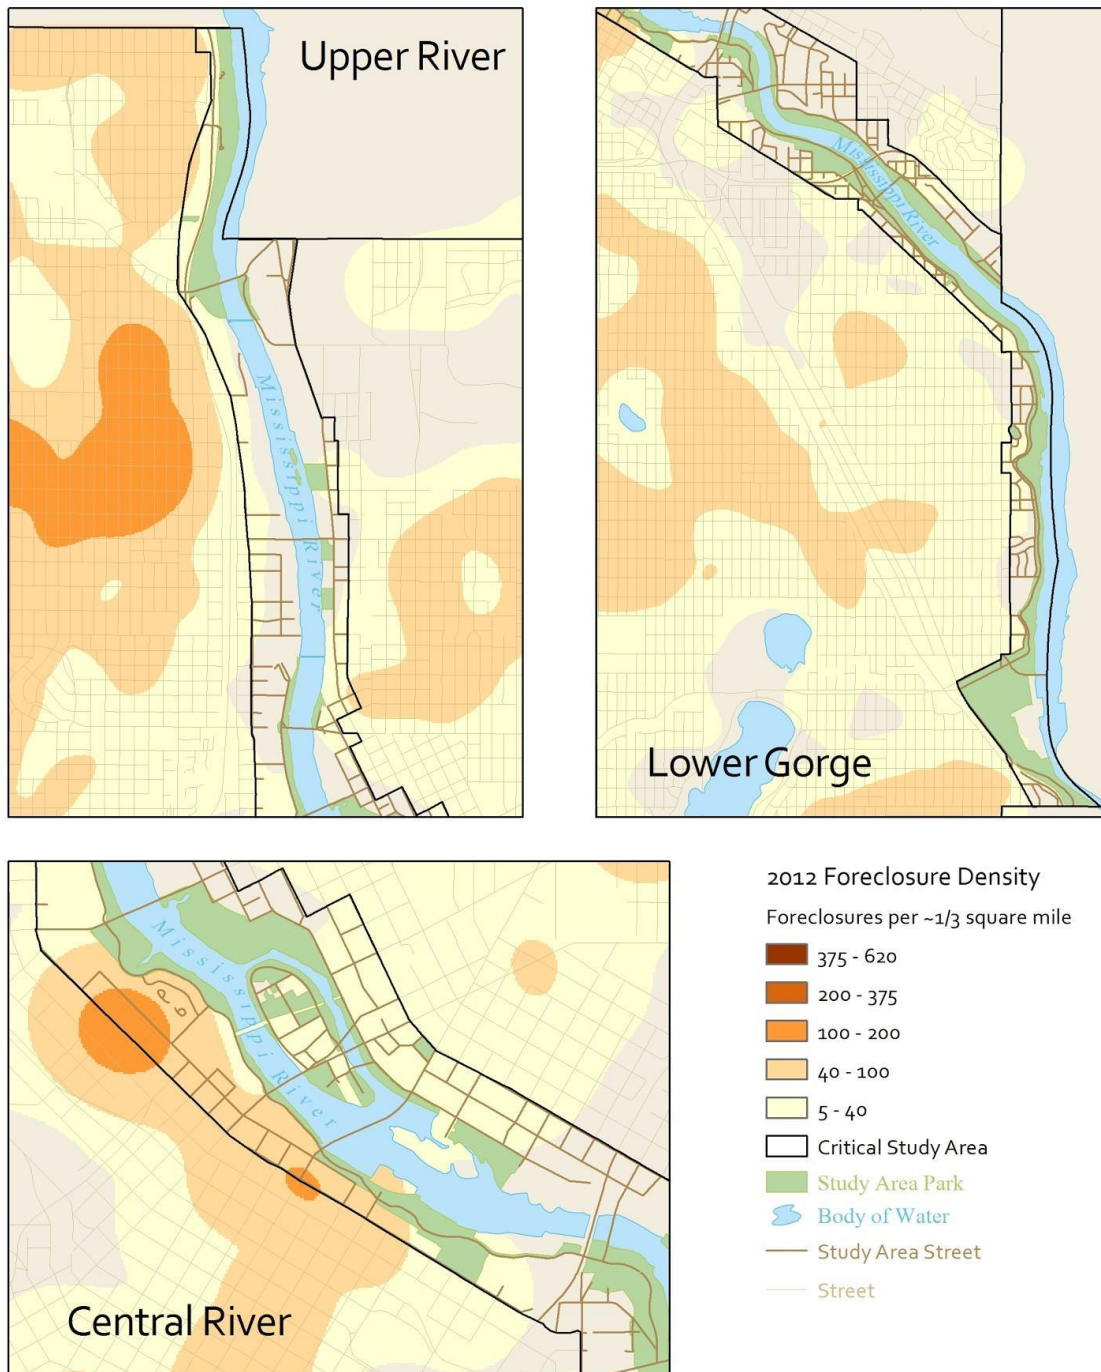 Upper River
Mississippi River
Mississippi River
Lower Gorge
Mississippi River
Mississippi River
Central River
2012 Foreclosure Density
Foreclosures per ~1/3 square mile
375 - 620
200 - 375
100 - 200
40 - 100
5 - 40
Critical Study Area
Study Area Park
Body of Water
Study Area Street
Street